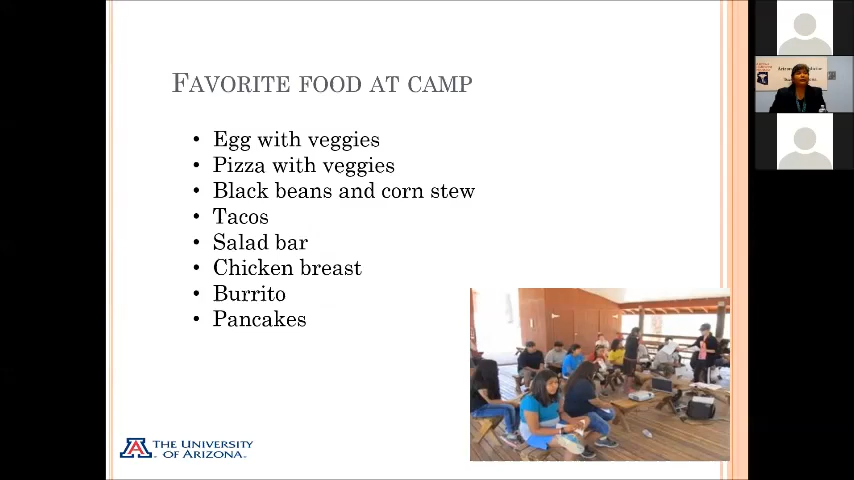 FAVORITE FOOD AT CAMP
• Egg with veggies
• Pizza with veggies
• Black beans and corn stew
• Tacos
• Salad bar
• Chicken breast
• Burrito
• Pancakes
THE UNIVERSITY
OF ARIZONA